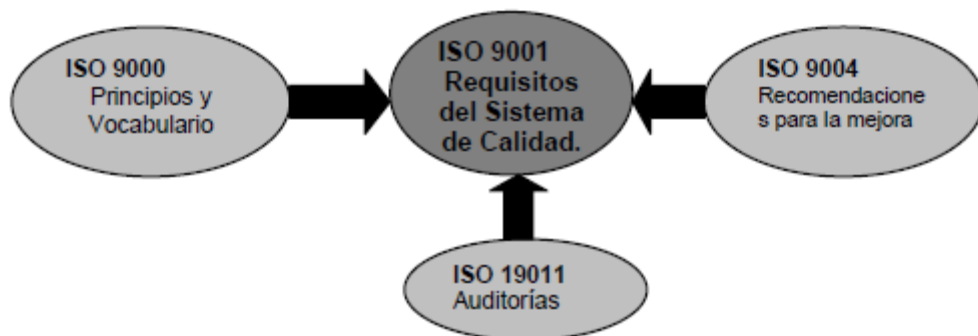 ISO 9000
Principios y
Vocabulario
ISO 9001
Requisitos
del Sistema
de Calidad.
ISO 9004
Recomendacione
s para la mejora
ISO 19011
Auditorías